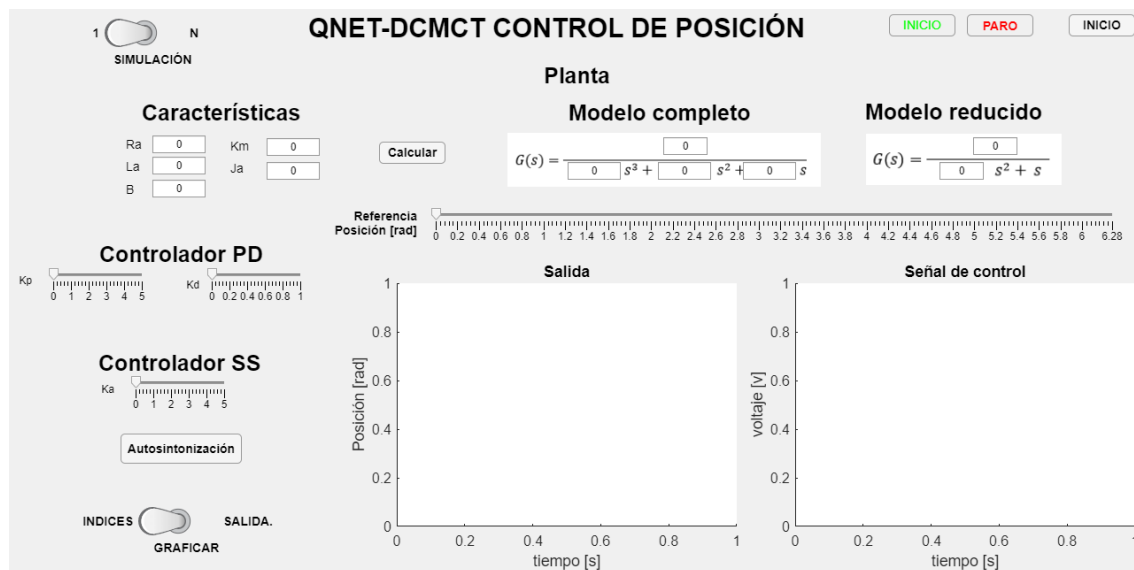 QNET-DCMCT CONTROL DE POSICIÓN
1 N
SIMULACIÓN
INICIO PARO INICIO
Planta
Característíficas
Ra 0
La 0
B 0
Km 0
Ja 0
Calcular
Modelo completo
0
G(s) =
0 s³ + 0 s² + 0 s
Modelo reducido
0
G(s) =
0 s² + s
Referencia
Posición [rad]
0 0.2 0.4 0.6 0.8 1 1.2 1.4 1.6 1.8 2 2.2 2.4 2.6 2.8 3 3.2 3.4 3.6 3.8 4 4.2 4.4 4.6 4.8 5 5.2 5.4 5.6 5.8 6 6.28
Controlador PD
Kp
0 1 2 3 4 5
Kd
0 0.2 0.4 0.6 0.8 1
Controlador SS
Ka
0 1 2 3 4 5
Autosintonización
INDICES SALIDA.
GRAFICAR
Salida
Posición [rad]
1
0.8
0.6
0.4
0.2
0
0 0.2 0.4 0.6 0.8 1
tiempo [s]
Señal de control
voltaje [v]
1
0.8
0.6
0.4
0.2
0
0 0.2 0.4 0.6 0.8 1
tiempo [s]